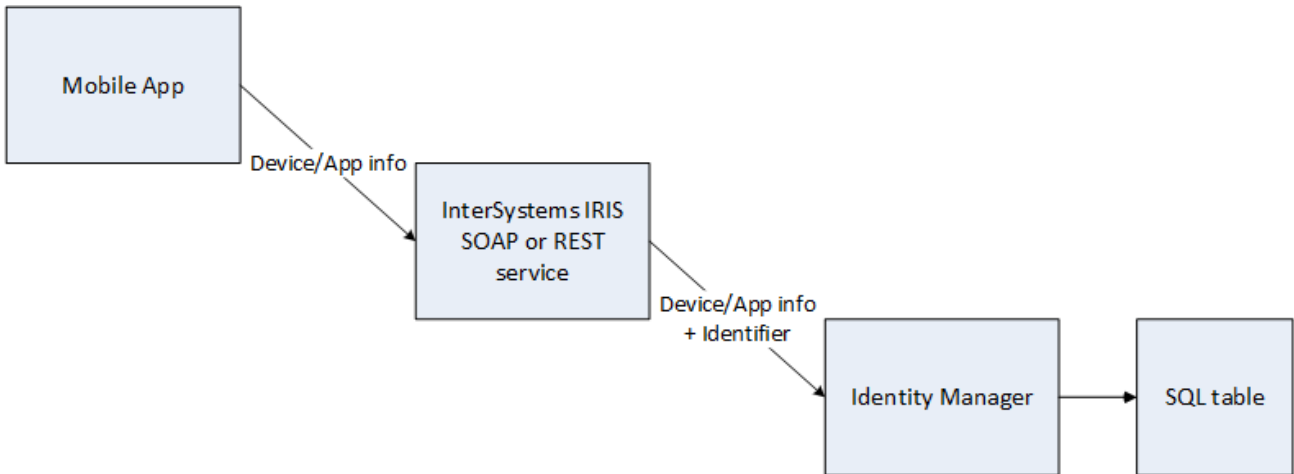 Mobile App
Device/App info
InterSystems IRIS
SOAP or REST
service
Device/App info
+ Identifier
Identity Manager
SQL table